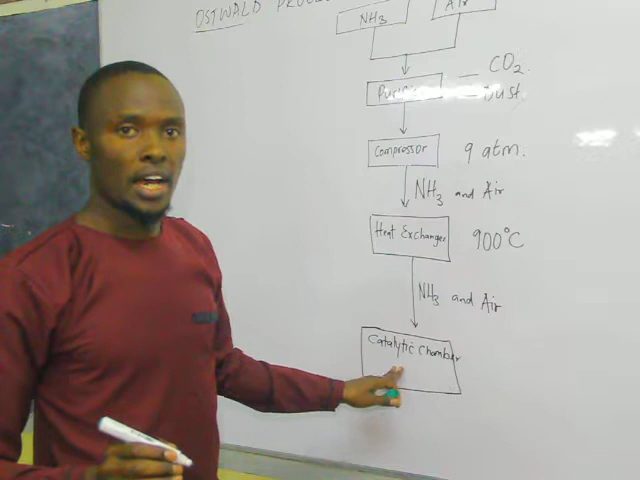 OSTWALD
NH3
Air
CO2.
Purifier
Dust.
Compressor
9 atm.
NH3 and Air
Heat Exchanger
900°C
NH3 and Air
Catalytic Chamber